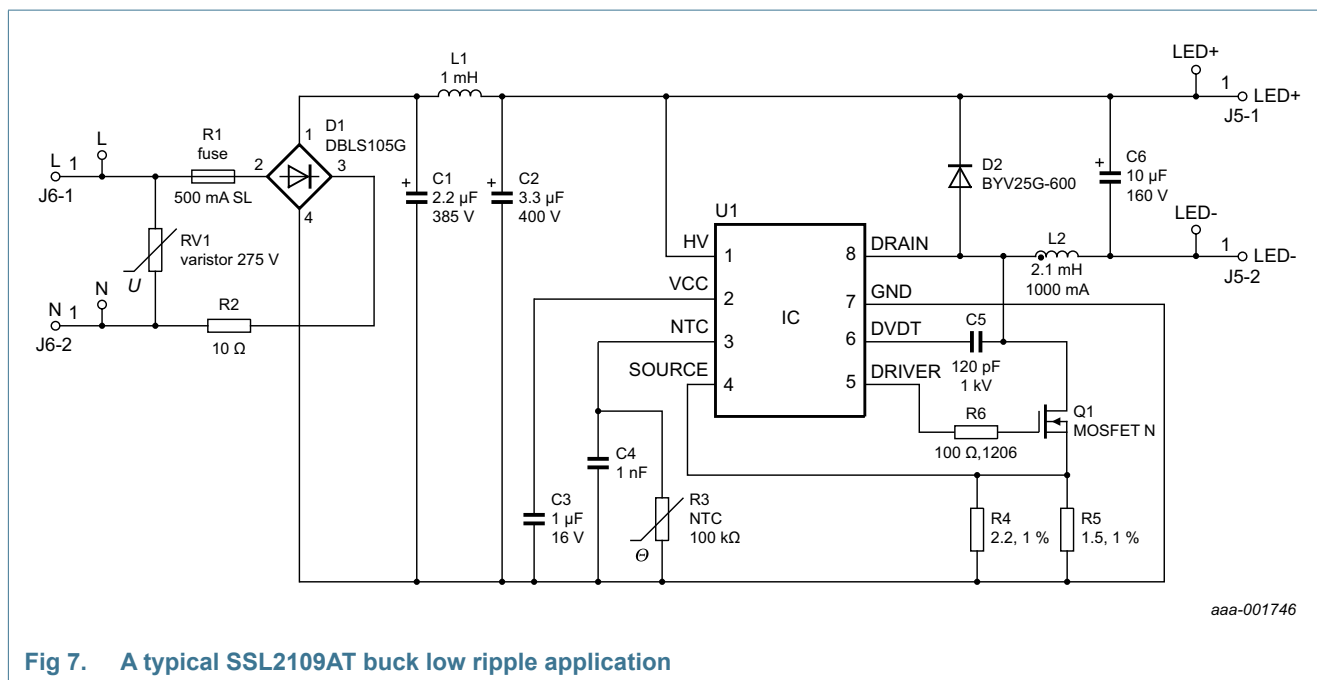 LED+
L1
1 mH
1
LED+
J5-1
D1
DBLS105G
1
R1
fuse
L
L 1
J6-1
2
3
500 mA SL
4
C1
2.2 µF
385 V
+
C2
3.3 µF
400 V
+
D2
BYV25G-600
C6
10 µF
160 V
+
LED-
U1
HV
1
8
DRAIN
L2
2.1 mH
1000 mA
1
LED-
J5-2
RV1
varistor 275 V
U
VCC
2
7
GND
N
N 1
J6-2
R2
10 Ω
IC
NTC
3
6
DVDT
C5
120 pF
1 kV
SOURCE
4
5
DRIVER
R6
100 Ω,1206
Q1
MOSFET N
C4
1 nF
C3
1 µF
16 V
R3
NTC
100 kΩ
Θ
R4
2.2, 1 %
R5
1.5, 1 %
aaa-001746
Fig 7. A typical SSL2109AT buck low ripple application